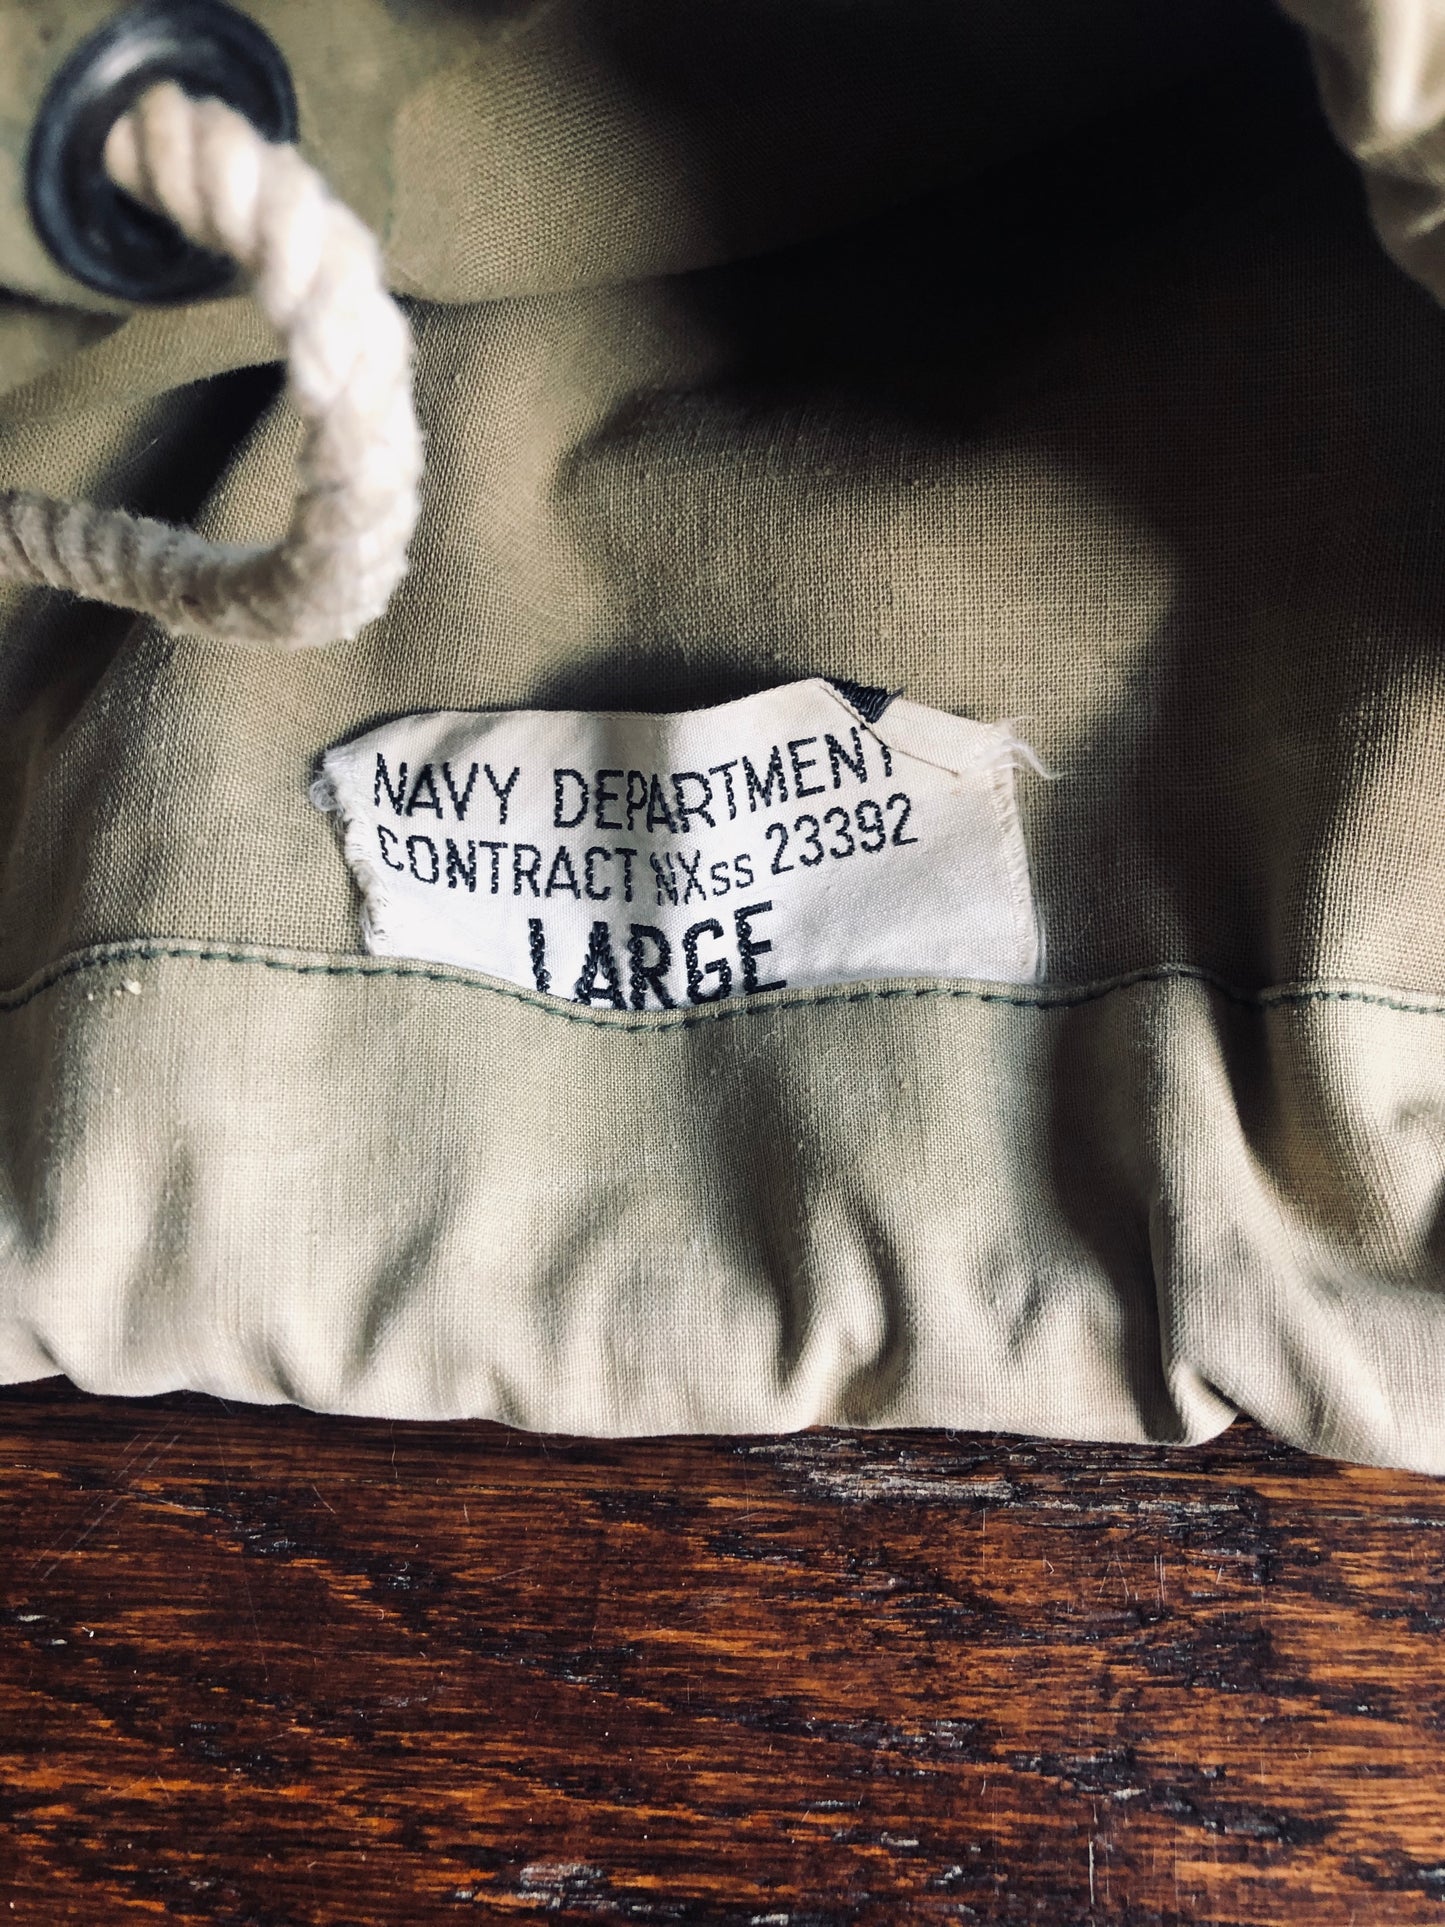 NAVY DEPARTMENT
CONTRACT NXss 23392
LARGE